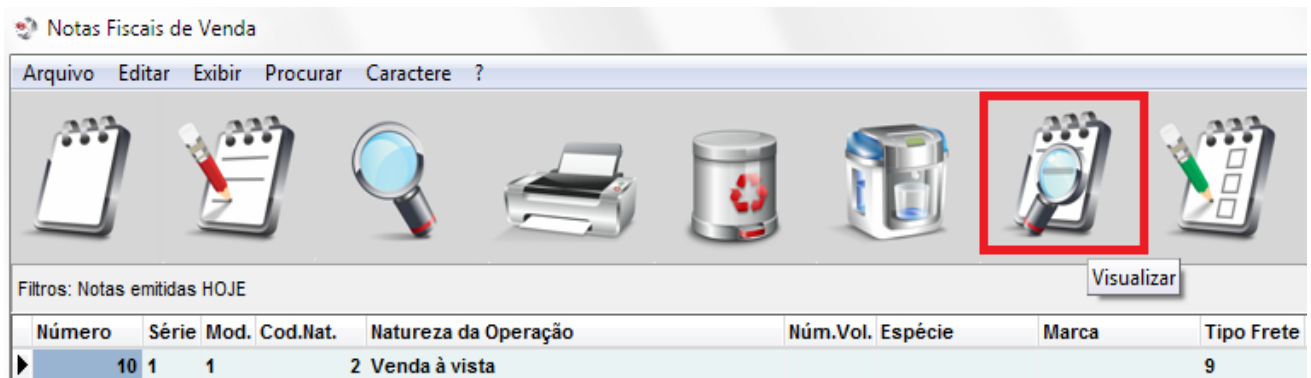 Notas Fiscais de Venda
Arquivo Editar Exibir Procurar Caractere ?
Visualizar
Filtros: Notas emitidas HOJE
Número Série Mod. Cod.Nat. Natureza da Operação Núm.Vol. Espécie Marca Tipo Frete
10 1 1 2 Venda à vista 9